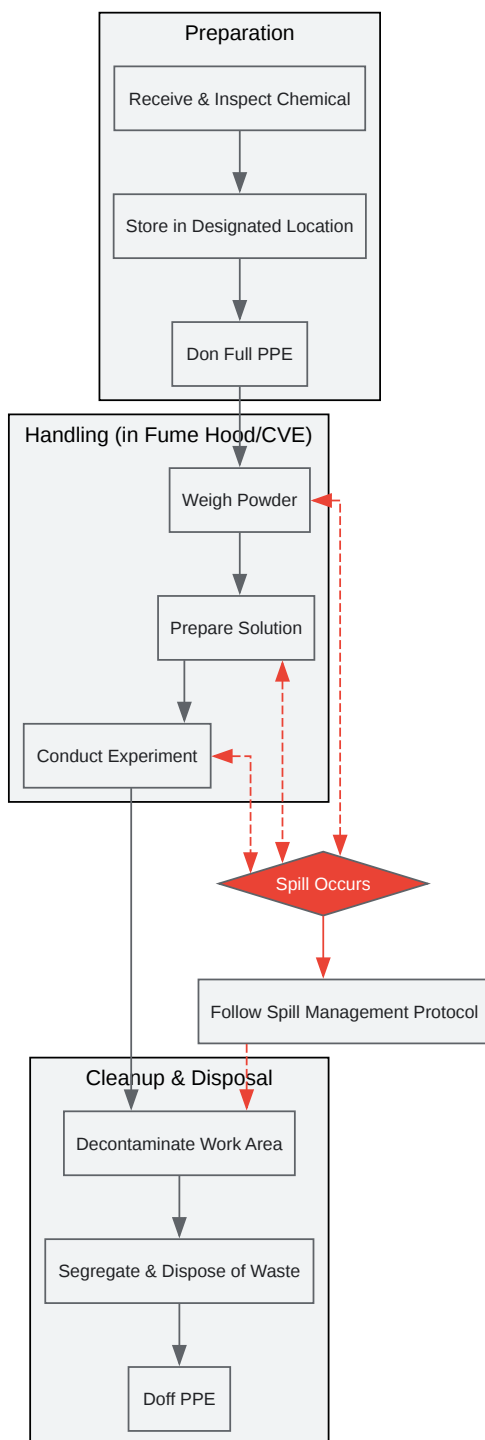 Preparation
Receive & Inspect Chemical
Store in Designated Location
Don Full PPE
Handling (in Fume Hood/CVE)
Weigh Powder
Prepare Solution
Conduct Experiment
Spill Occurs
Follow Spill Management Protocol
Cleanup & Disposal
Decontaminate Work Area
Segregate & Dispose of Waste
Doff PPE